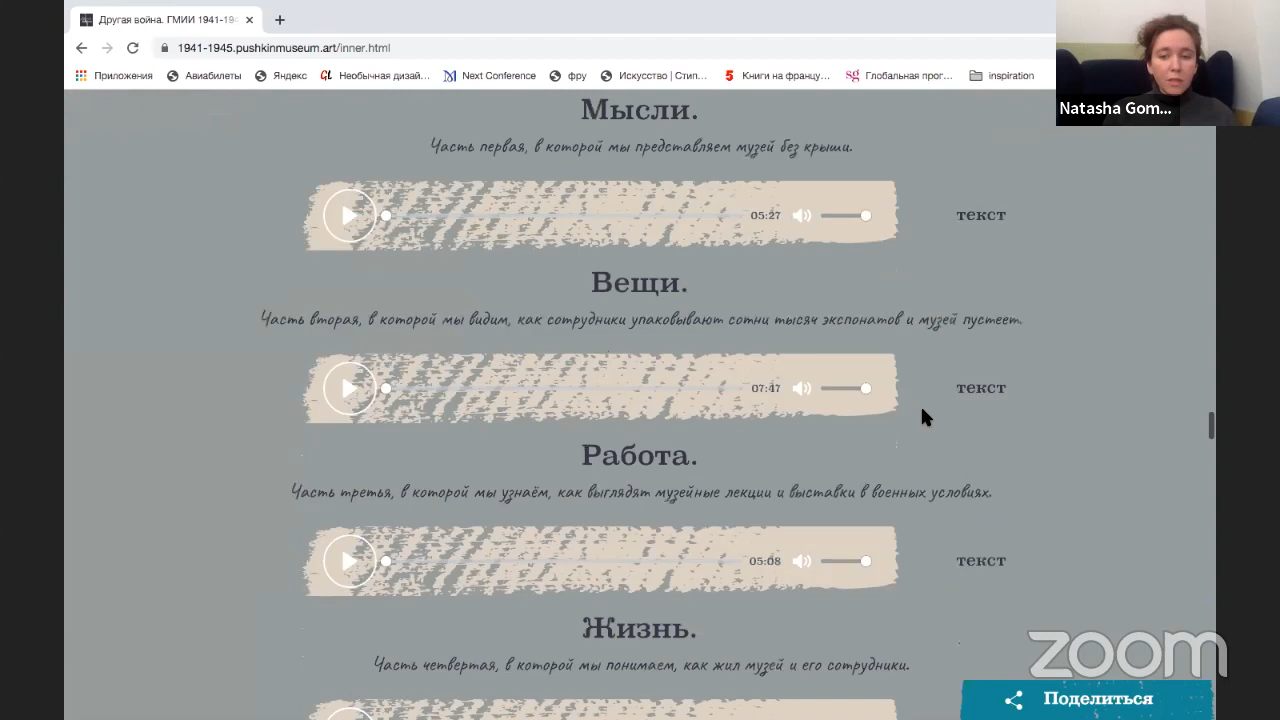 Другая война. ГМИИ 1941-19
1941-1945.pushkinmuseum.art/inner.html
Приложения Авиабилеты Яндекс Необычная дизай... Next Conference фру Искусство | Стип... Книги на францу... Глобальная прог... inspiration
Natasha Gom...
Мысли.
Часть первая, в которой мы представляем музей без крыши.
05:27
текст
Вещи.
Часть вторая, в которой мы видим, как сотрудники упаковывают сотни тысяч экспонатов и музей пустеет.
07:47
текст
Работа.
Часть третья, в которой мы узнаём, как выглядят музейные лекции и выставки в военных условиях.
05:08
текст
Жизнь.
Часть четвертая, в которой мы понимаем, как жил музей и его сотрудники.
zoom
Поделиться